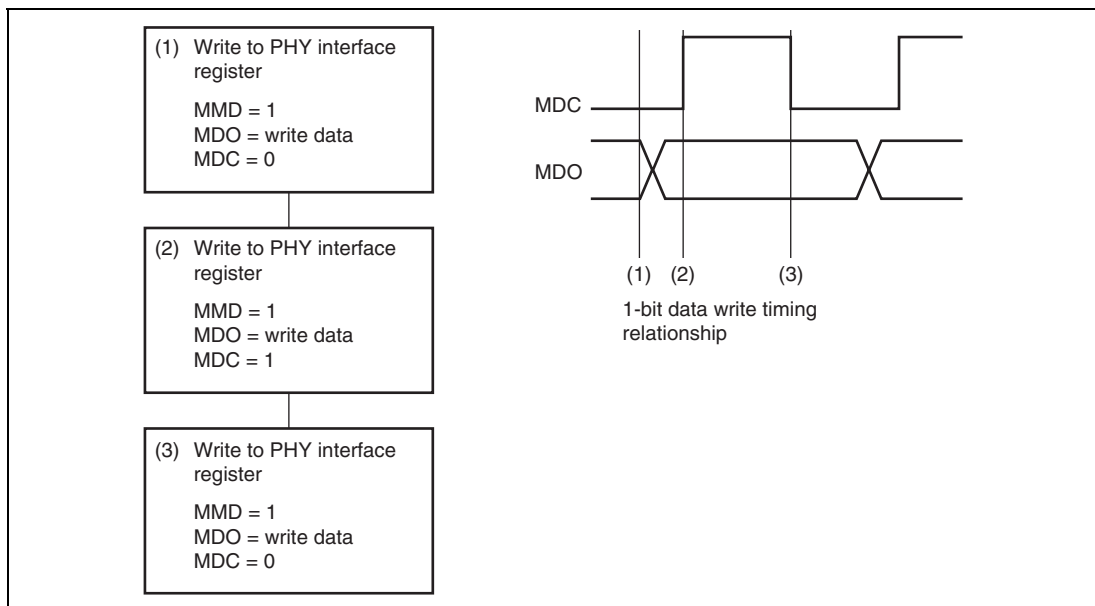 (1) Write to PHY interface
register
MMD = 1
MDO = write data
MDC = 0
(2) Write to PHY interface
register
MMD = 1
MDO = write data
MDC = 1
(3) Write to PHY interface
register
MMD = 1
MDO = write data
MDC = 0
MDC
MDO
(1) (2) (3)
1-bit data write timing
relationship